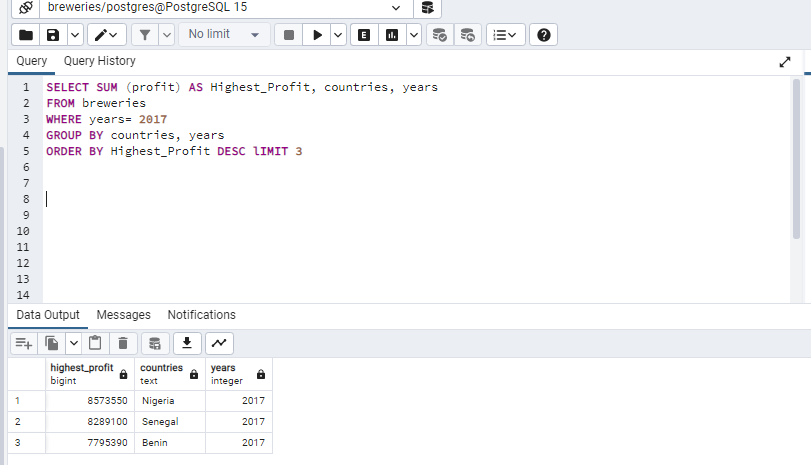 breweries/postgres@PostgreSQL 15
No limit
E
Query Query History
1 SELECT SUM (profit) AS Highest_Profit, countries, years
2 FROM breweries
3 WHERE years= 2017
4 GROUP BY countries, years
5 ORDER BY Highest_Profit DESC lIMIT 3
6
7
8
9
10
11
12
13
14
Data Output Messages Notifications
highest_profit countries years
bigint text integer
1 8573550 Nigeria 2017
2 8289100 Senegal 2017
3 7795390 Benin 2017